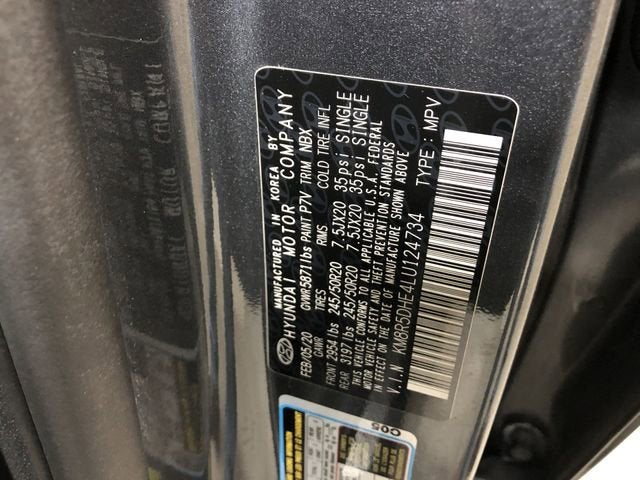 MANUFACTURED IN KOREA BY
HYUNDAI MOTOR COMPANY
FEB/05/20 GVWR 5871 lbs PAINT P7V TRIM NBX
GAWR TIRES RIMS COLD TIRE INFL
FRONT 2954 lbs 245/50R20 7.5JX20 35psi SINGLE
REAR 3197 lbs 245/50R20 7.5JX20 35psi SINGLE
THIS VEHICLE CONFORMS TO ALL APPLICABLE U.S.A. FEDERAL
MOTOR VEHICLE SAFETY AND THEFT PREVENTION STANDARDS
IN EFFECT ON THE DATE OF MANUFACTURE SHOWN ABOVE
V.I.N KM8R5DHE4LU124734 TYPE: MPV
C05